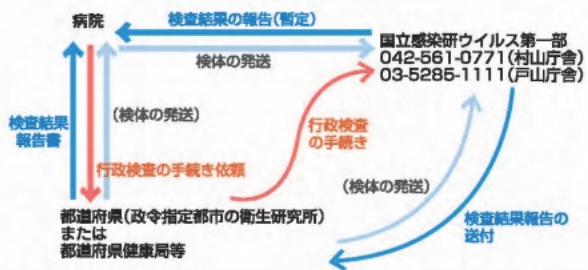 病院
検査結果の報告(暫定)
検体の発送
国立感染研ウイルス第一部
042-561-0771(村山庁舎)
03-5285-1111(戸山庁舎)
検査結果
報告書
(検体の発送)
行政検査の手続き依頼
行政検査
の手続き
(検体の発送)
検査結果報告の
送付
都道府県(政令指定都市の衛生研究所)
または
都道府県健康局等